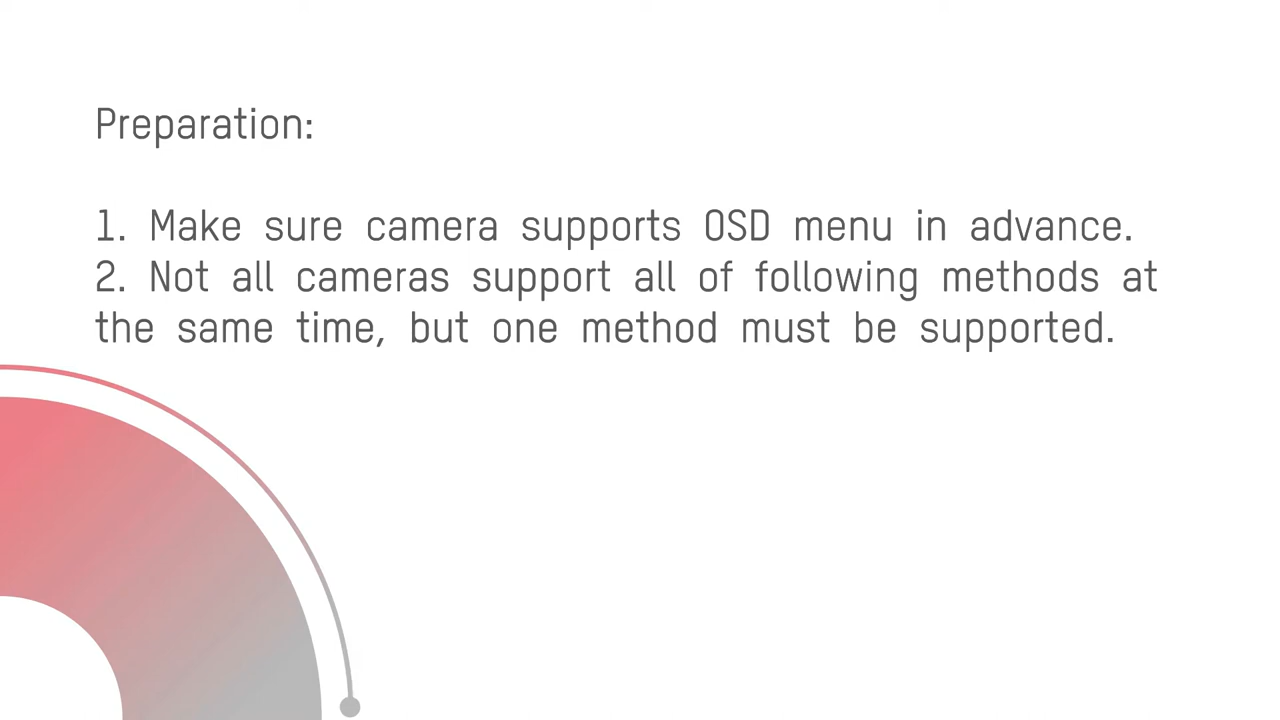 Preparation:
1. Make sure camera supports OSD menu in advance.
2. Not all cameras support all of following methods at
the same time, but one method must be supported.